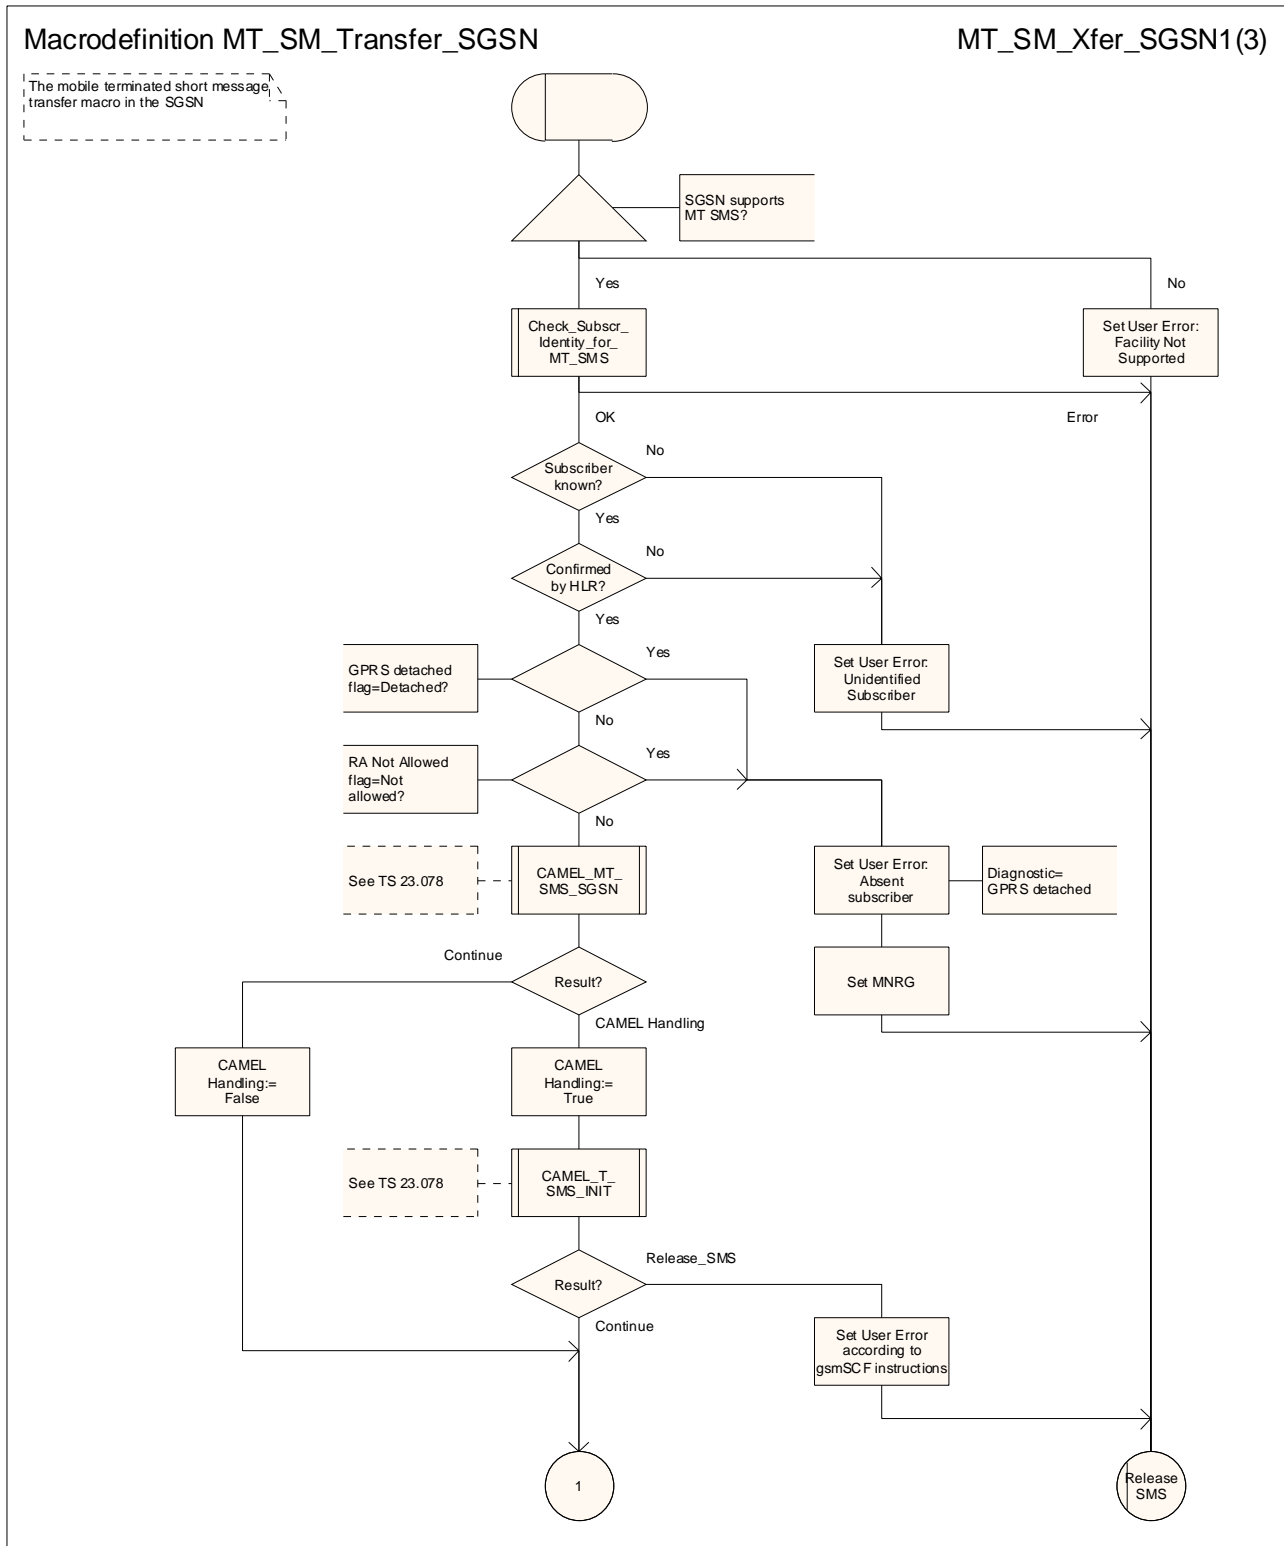 Macrodefinition MT_SM_Transfer_SGSN
MT_SM_Xfer_SGSN1(3)
The mobile terminated short message
transfer macro in the SGSN
SGSN supports
MT SMS?
Yes
No
Check_Subscr_
Identity_for_
MT_SMS
Set User Error:
Facility Not
Supported
OK
Error
No
Subscriber
known?
Yes
No
Confirmed
by HLR?
Yes
GPRS detached
flag=Detached?
Yes
Set User Error:
Unidentified
Subscriber
No
RA Not Allowed
flag=Not
allowed?
Yes
No
See TS 23.078
CAMEL_MT_
SMS_SGSN
Set User Error:
Absent
subscriber
Diagnostic=
GPRS detached
Continue
Result?
Set MNRG
CAMEL Handling
CAMEL
Handling:=
False
CAMEL
Handling:=
True
See TS 23.078
CAMEL_T_
SMS_INIT
Release_SMS
Result?
Continue
Set User Error
according to
gsmSCF instructions
1
Release
SMS